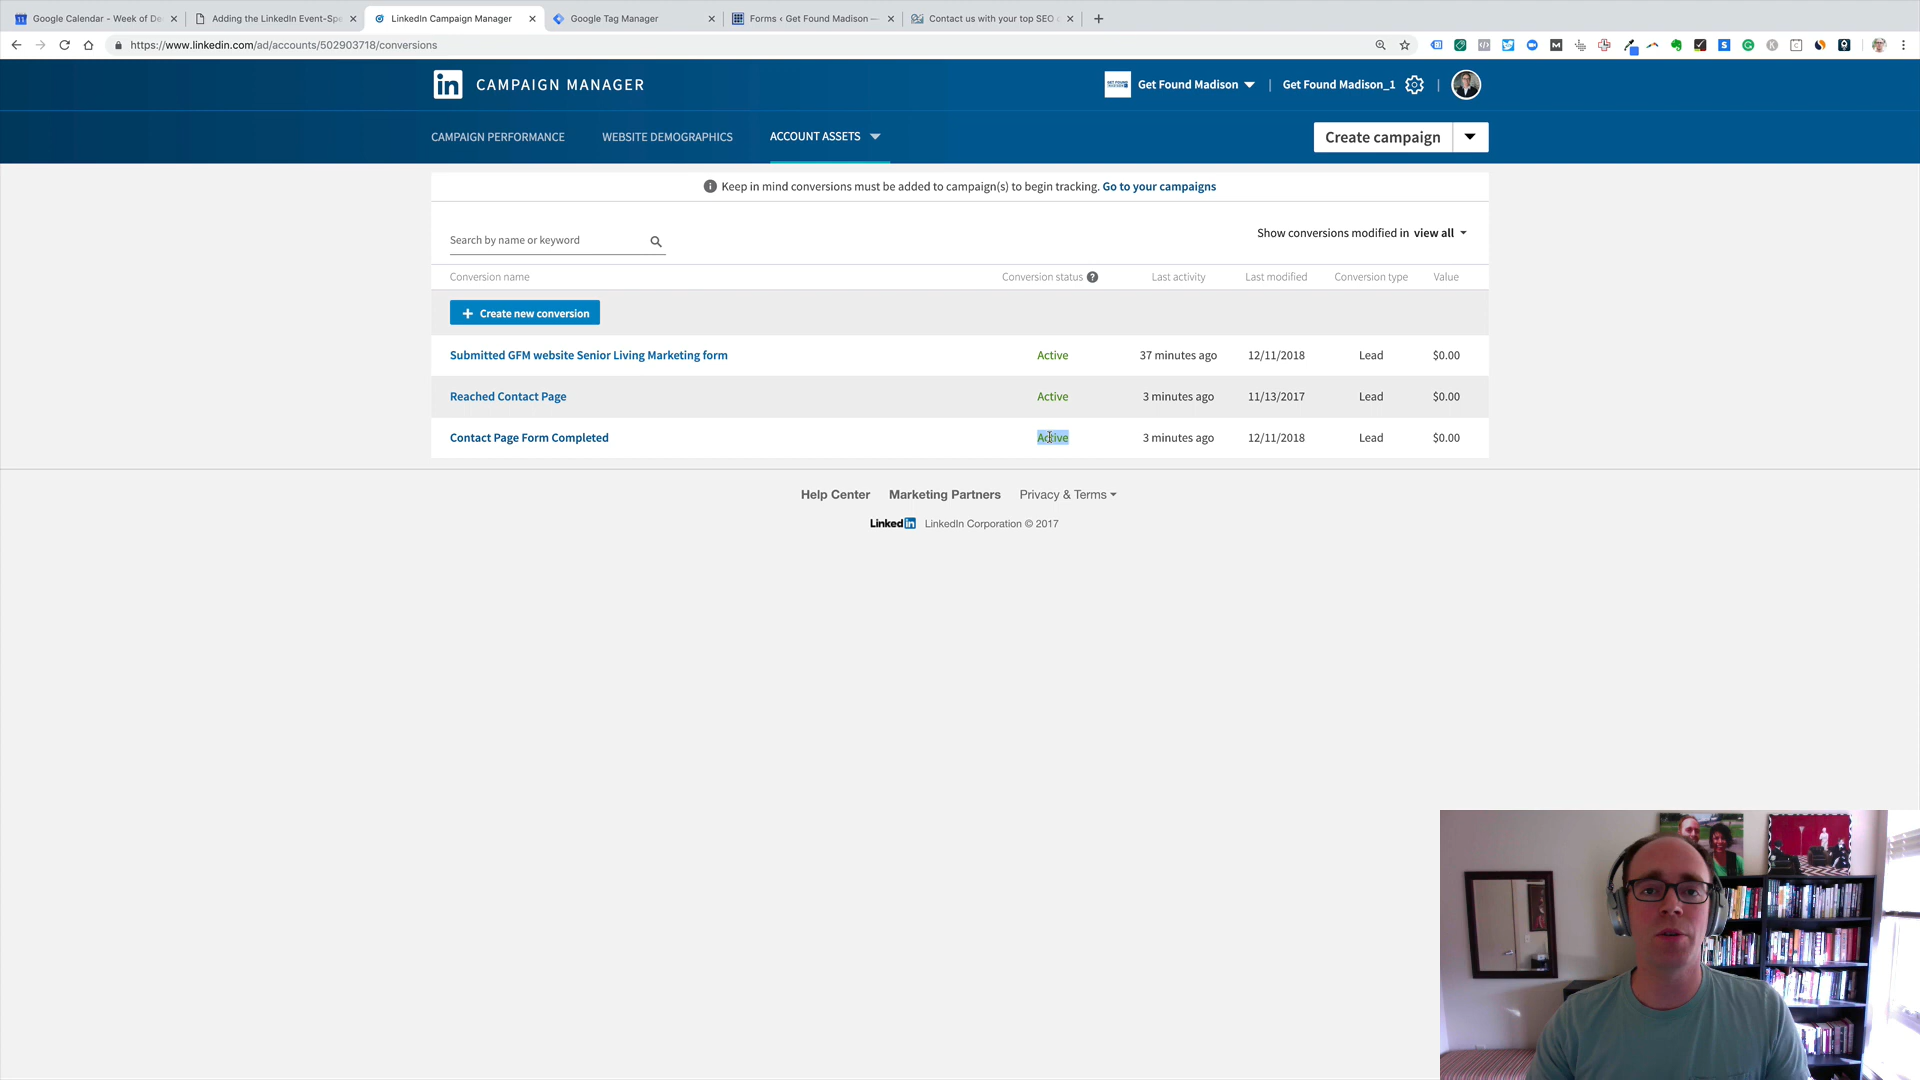 Google Calendar - Week of De
Adding the LinkedIn Event-Spe
LinkedIn Campaign Manager
Google Tag Manager
Forms ‹ Get Found Madison —
Contact us with your top SEO
https://www.linkedin.com/ad/accounts/502903718/conversions
in CAMPAIGN MANAGER
Get Found Madison | Get Found Madison_1 |
CAMPAIGN PERFORMANCE
WEBSITE DEMOGRAPHICS
ACCOUNT ASSETS
Create campaign
Keep in mind conversions must be added to campaign(s) to begin tracking. Go to your campaigns
Search by name or keyword
Show conversions modified in view all
Conversion name Conversion status ? Last activity Last modified Conversion type Value
+ Create new conversion
Submitted GFM website Senior Living Marketing form Active 37 minutes ago 12/11/2018 Lead $0.00
Reached Contact Page Active 3 minutes ago 11/13/2017 Lead $0.00
Contact Page Form Completed Active 3 minutes ago 12/11/2018 Lead $0.00
Help Center Marketing Partners Privacy & Terms
LinkedIn LinkedIn Corporation © 2017